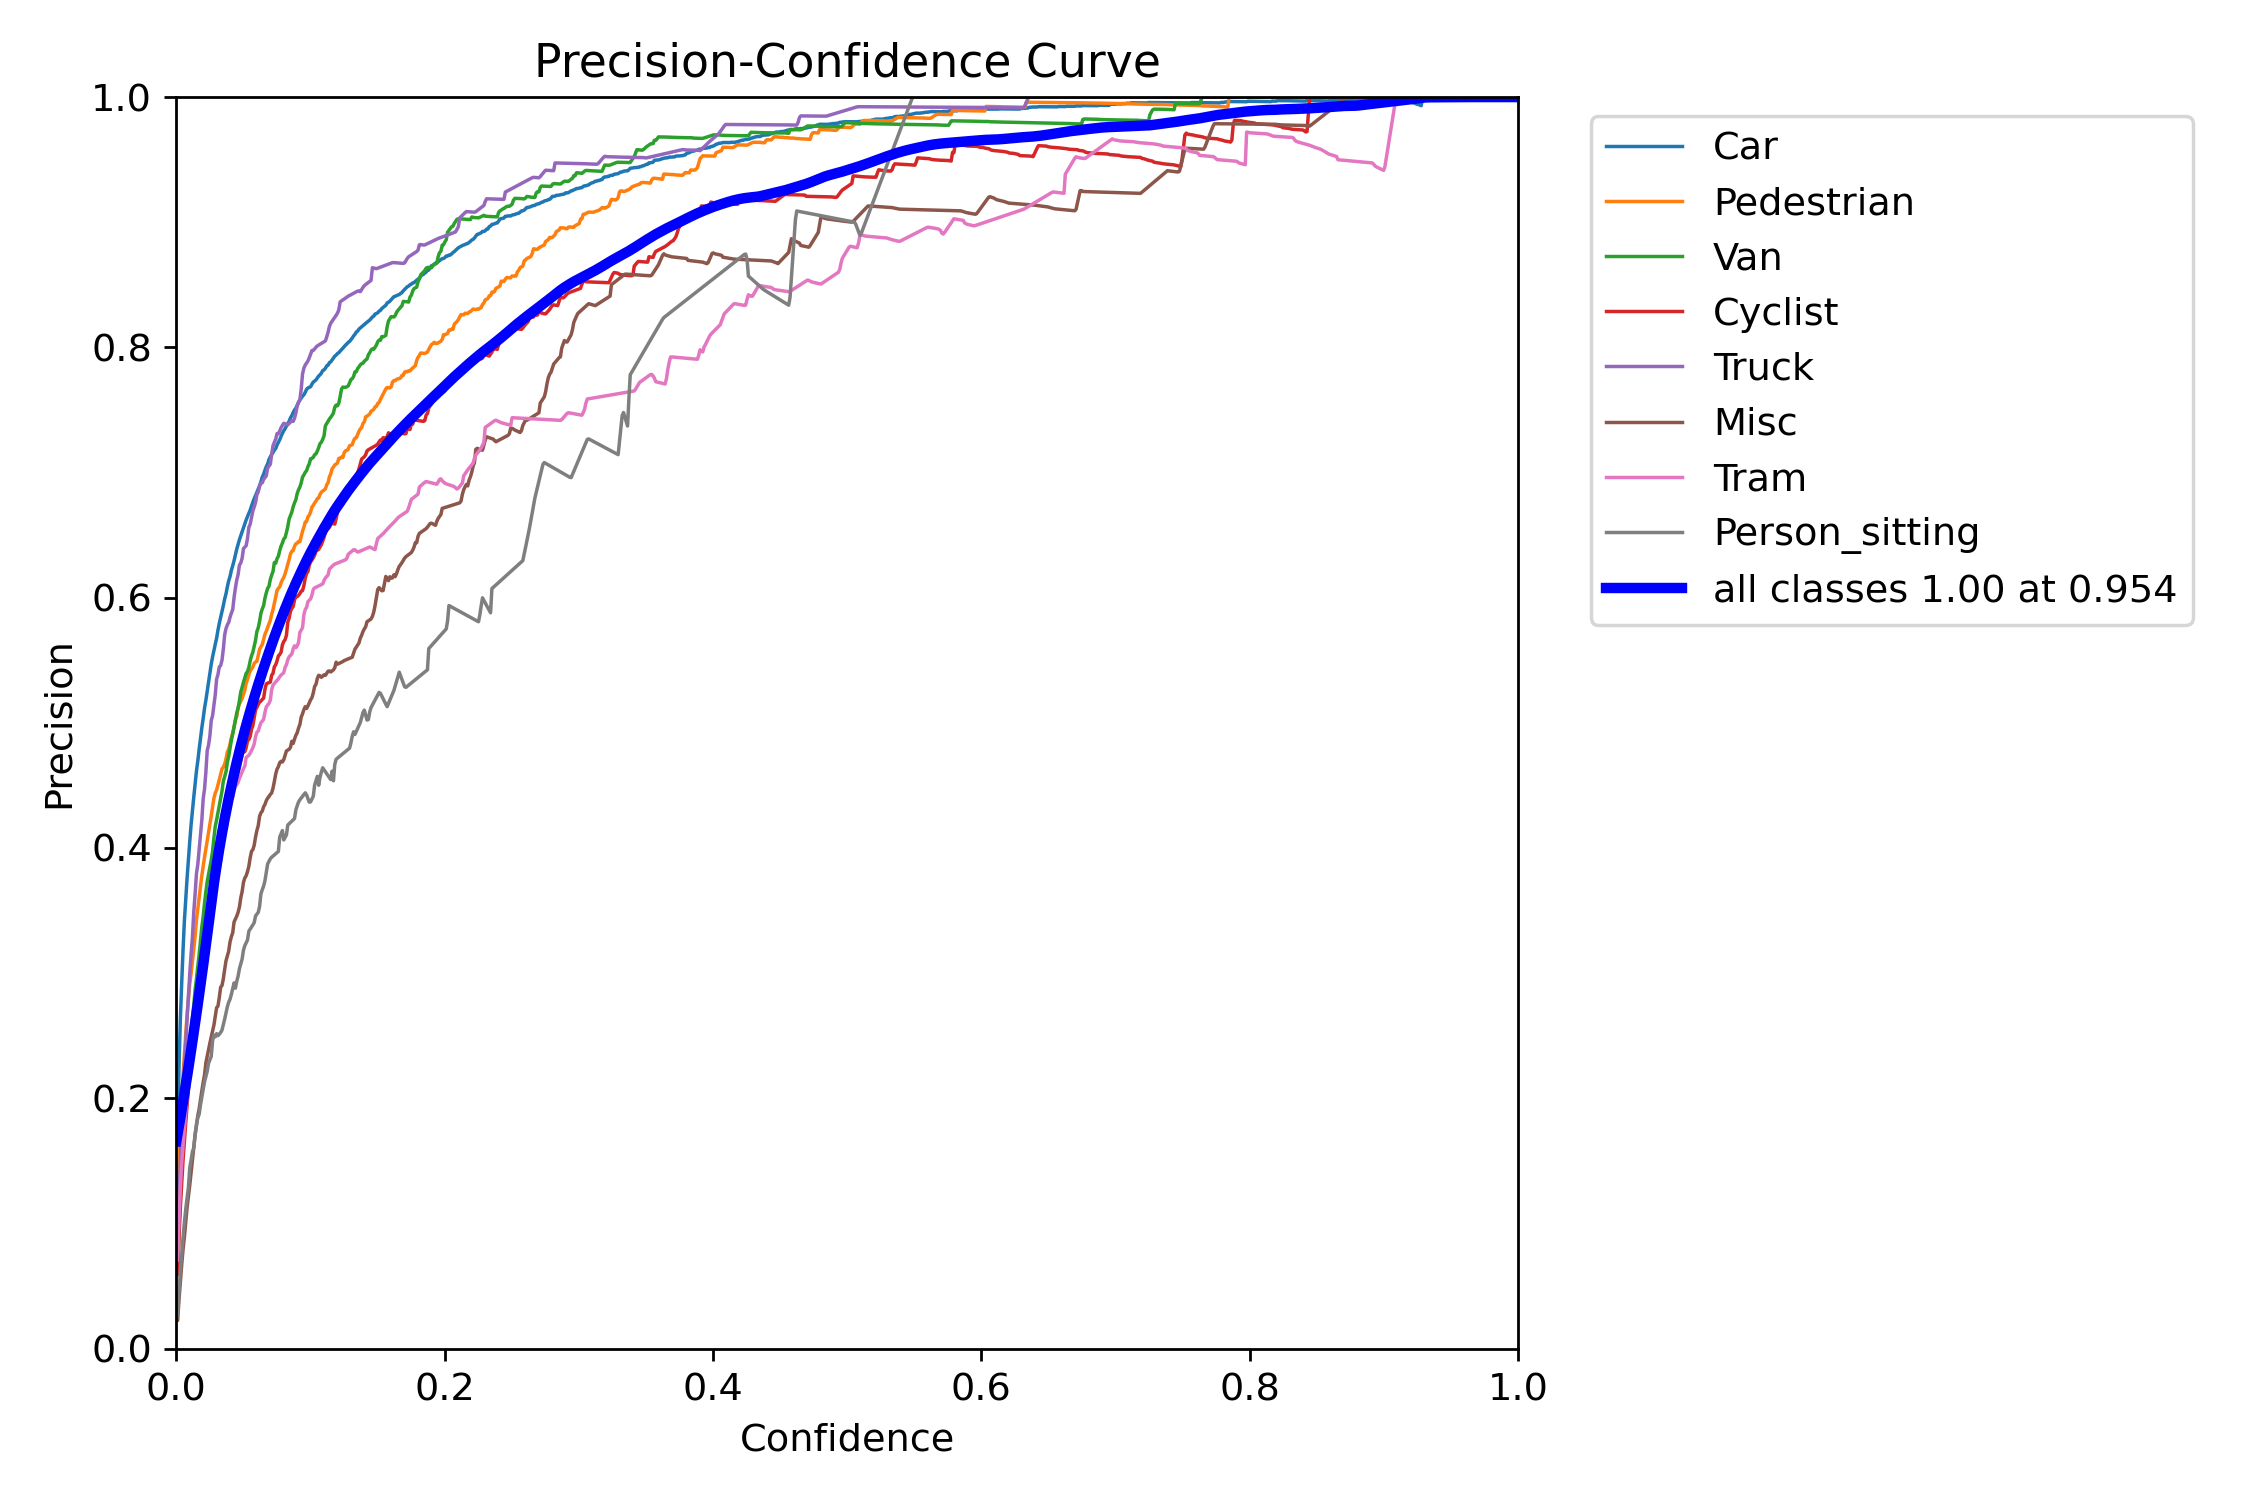 Precision-Confidence Curve
1.0
0.8
0.6
0.4
0.2
0.0
Precision
0.0 0.2 0.4 0.6 0.8 1.0
Confidence
Car
Pedestrian
Van
Cyclist
Truck
Misc
Tram
Person_sitting
all classes 1.00 at 0.954